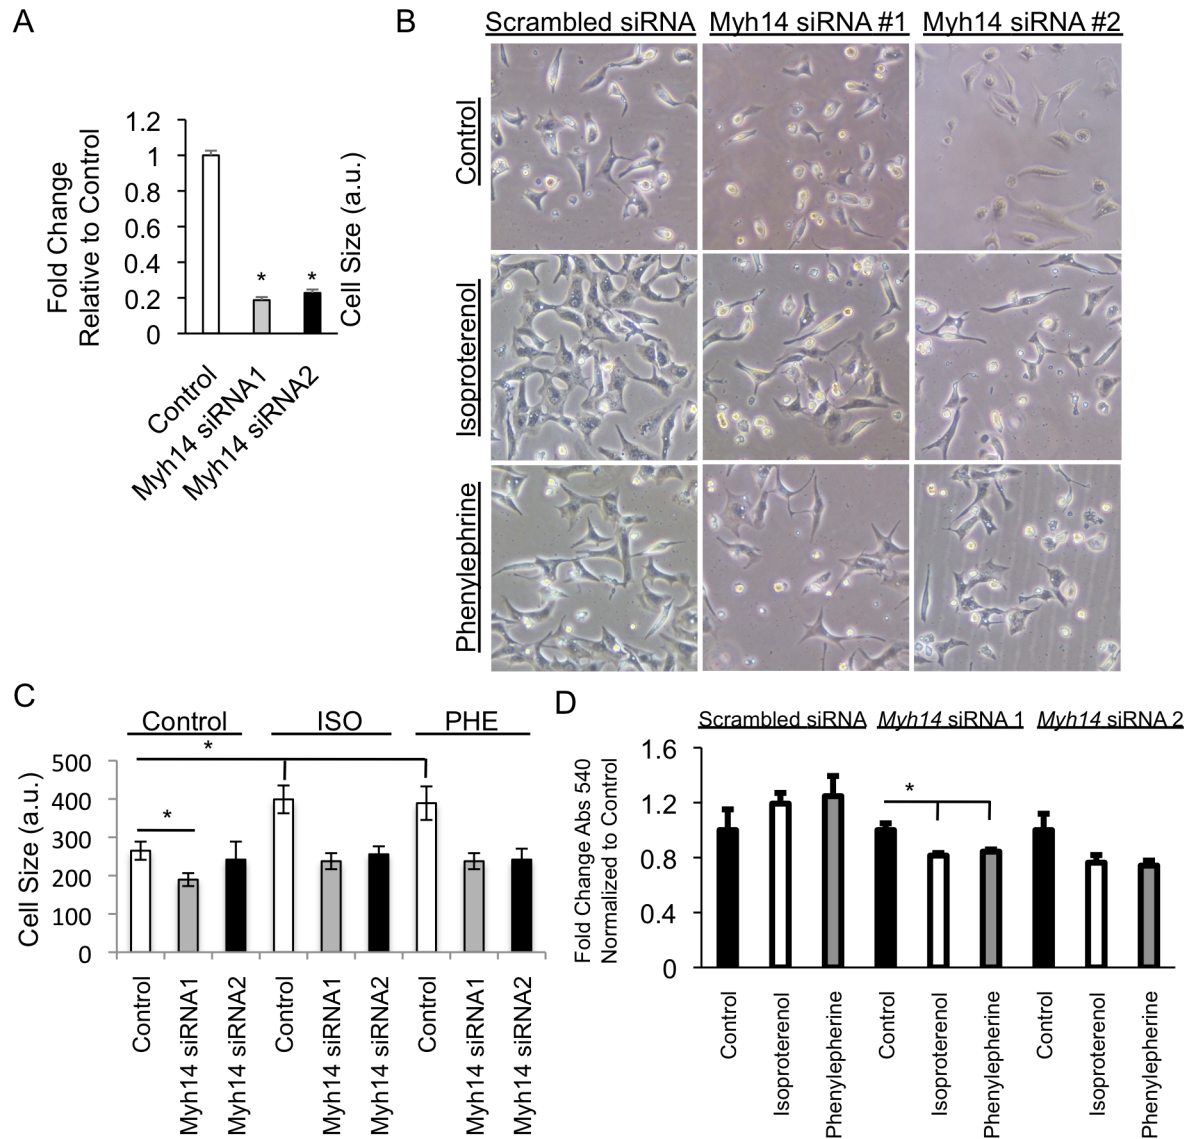 A
Fold Change
Relative to Control
1.2
1
0.8
0.6
0.4
0.2
0
*
*
Control
Myh14 siRNA1
Myh14 siRNA2
Cell Size (a.u.)
B
Scrambled siRNA
Myh14 siRNA #1
Myh14 siRNA #2
Control
Isoproterenol
Phenylephrine
C
Control
ISO
PHE
*
*
Cell Size (a.u.)
500
400
300
200
100
0
Control
Myh14 siRNA1
Myh14 siRNA2
Control
Myh14 siRNA1
Myh14 siRNA2
Control
Myh14 siRNA1
Myh14 siRNA2
D
Scrambled siRNA
Myh14 siRNA 1
Myh14 siRNA 2
Fold Change Abs 540
Normalized to Control
1.6
1.2
0.8
0.4
0
*
Control
Isoproterenol
Phenylepherine
Control
Isoproterenol
Phenylepherine
Control
Isoproterenol
Phenylepherine